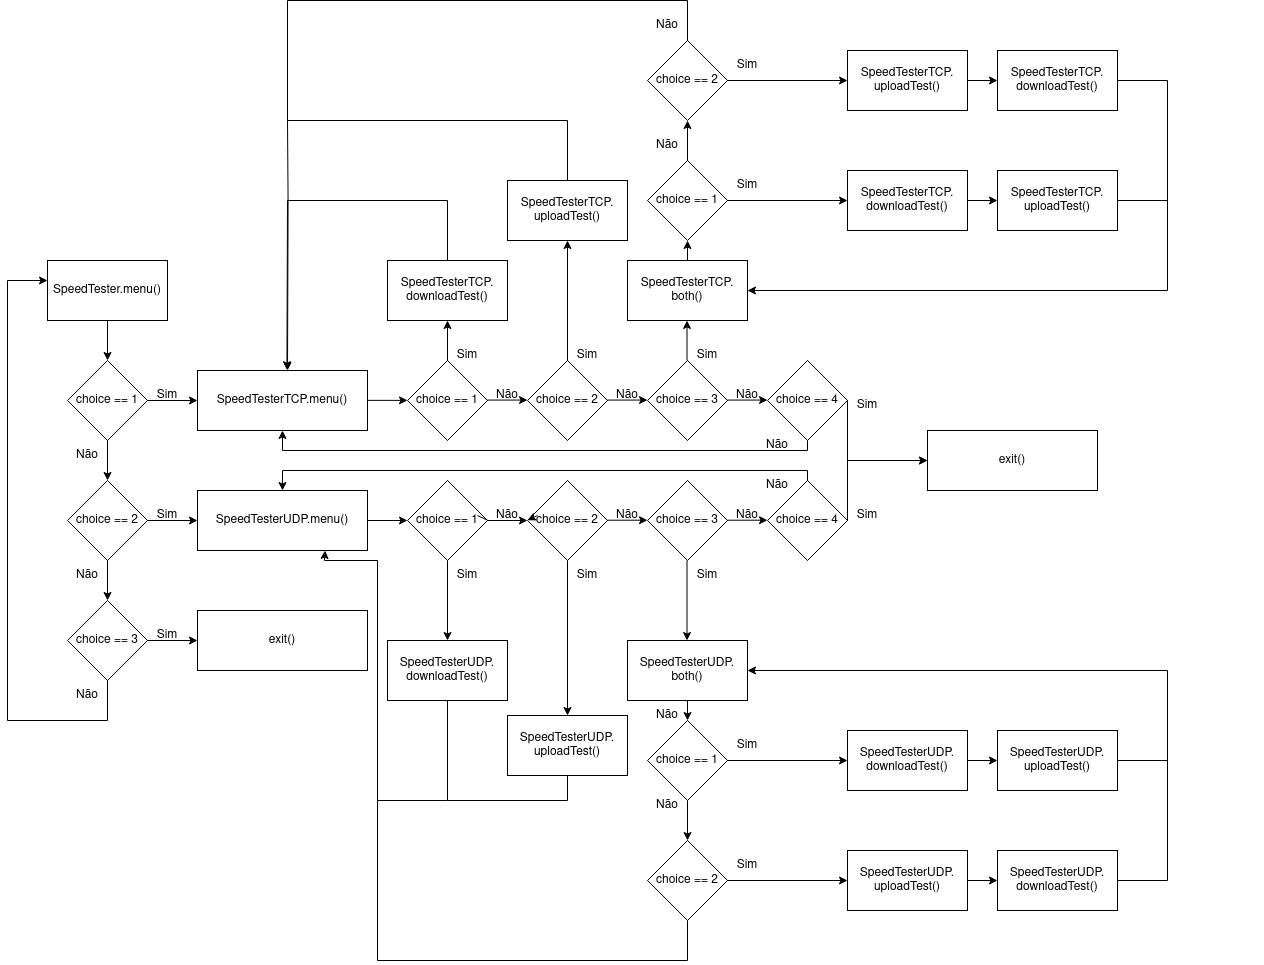 Não
choice == 2
Sim
SpeedTesterTCP.
uploadTest()
SpeedTesterTCP.
downloadTest()
Não
choice == 1
Sim
SpeedTesterTCP.
downloadTest()
SpeedTesterTCP.
uploadTest()
SpeedTesterTCP.
uploadTest()
SpeedTester.menu()
SpeedTesterTCP.
downloadTest()
SpeedTesterTCP.
both()
Sim
Sim
Sim
choice == 1
Sim
SpeedTesterTCP.menu()
choice == 1
Não
choice == 2
Não
choice == 3
Não
choice == 4
Sim
Não
Não
exit()
Não
choice == 2
Sim
SpeedTesterUDP.menu()
choice == 1
Não
choice == 2
Não
choice == 3
Não
choice == 4
Sim
Não
Sim
Sim
Sim
choice == 3
Sim
exit()
Não
SpeedTesterUDP.
downloadTest()
SpeedTesterUDP.
both()
Não
SpeedTesterUDP.
uploadTest()
choice == 1
Sim
SpeedTesterUDP.
downloadTest()
SpeedTesterUDP.
uploadTest()
Não
choice == 2
Sim
SpeedTesterUDP.
uploadTest()
SpeedTesterUDP.
downloadTest()